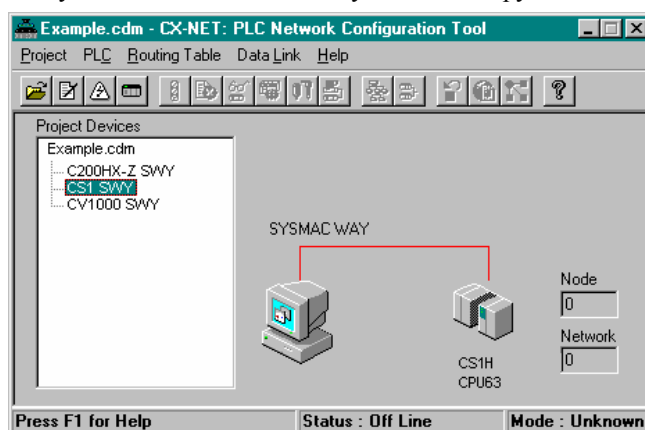 Example.cdm - CX-NET: PLC Network Configuration Tool
Project PLC Routing Table Data Link Help
Project Devices
Example.cdm
C200HX-Z SWY
CS1 SWY
CV1000 SWY
SYSMAC WAY
Node
0
Network
0
CS1H
CPU63
Press F1 for Help Status : Off Line Mode : Unknown